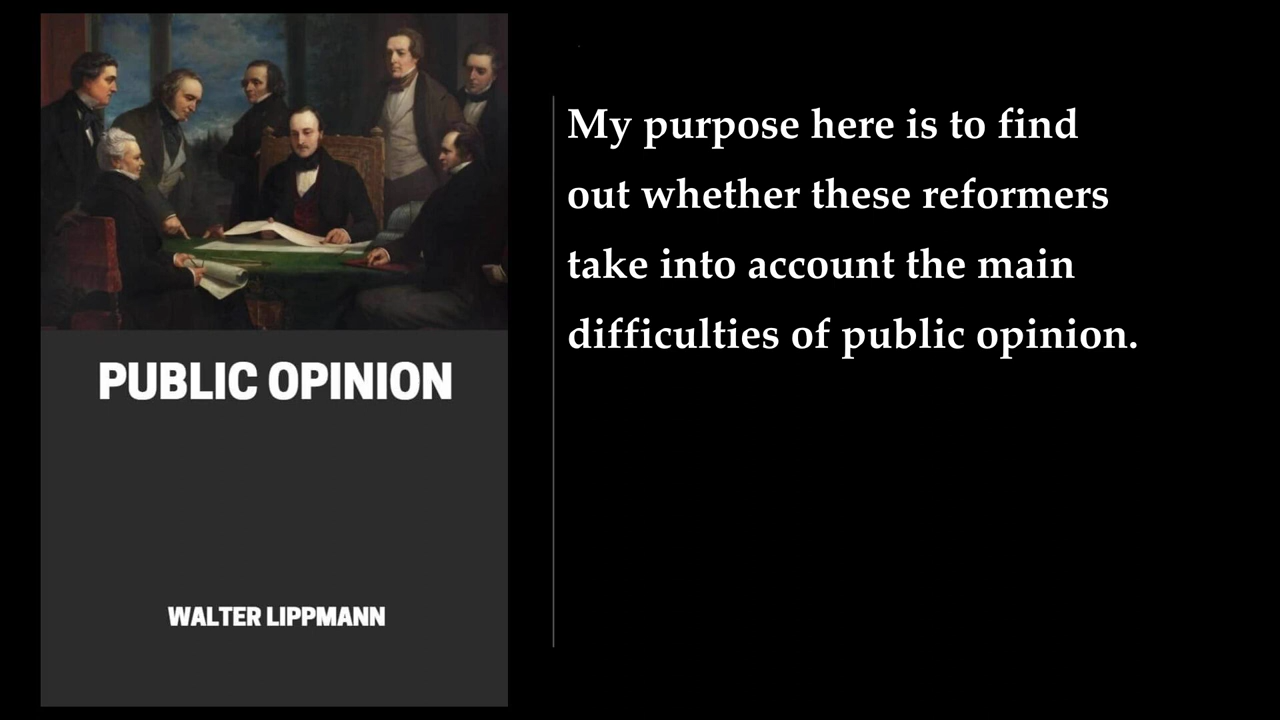 PUBLIC OPINION
WALTER LIPPMANN
My purpose here is to find
out whether these reformers
take into account the main
difficulties of public opinion.